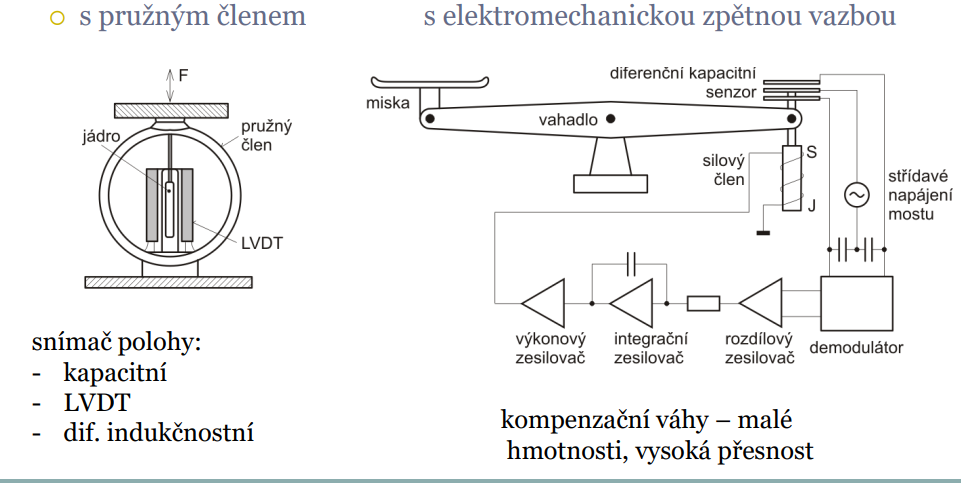 s pružným členem
s elektromechanickou zpětnou vazbou
F
jádro
pružný
člen
LVDT
snímač polohy:
- kapacitní
- LVDT
- dif. indukčnostní
miska
vahadlo
diferenční kapacitní
senzor
silový
člen
S
J
střídavé
napájení
mostu
výkonový
zesilovač
integrační
zesilovač
rozdílový
zesilovač
demodulátor
kompenzační váhy – malé
hmotnosti, vysoká přesnost